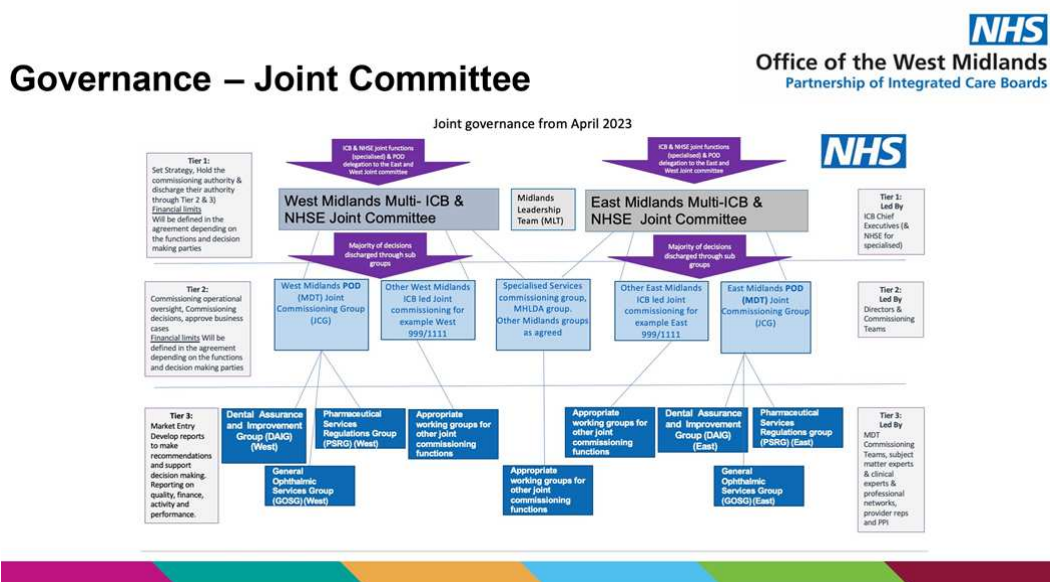 NHS
Office of the West Midlands
Partnership of Integrated Care Boards
Governance – Joint Committee
Joint governance from April 2023
NHS
ICB & NHSE joint functions
(specialised) & POD
delegation to the East and
West Joint committee
ICB & NHSE joint functions
(specialised) & POD
delegation to the East and
West Joint committee
Tier 1:
Set Strategy, Hold the
commissioning authority &
discharge their authority
through Tier 2 & 3)
Financial limits
Will be defined in the
agreement depending on
the functions and decision
making parties
West Midlands Multi- ICB &
NHSE Joint Committee
Midlands
Leadership
Team (MLT)
East Midlands Multi-ICB &
NHSE Joint Committee
Tier 1:
Led By
ICB Chief
Executives (&
NHSE for
specialised)
Majority of decisions
discharged through sub
groups
Majority of decisions
discharged through sub
groups
Tier 2:
Commissioning operational
oversight, Commissioning
decisions, approve business
cases
Financial limits Will be
defined in the agreement
depending on the functions
and decision making parties
West Midlands POD
(MDT) Joint
Commissioning Group
(JCG)
Other West Midlands
ICB led Joint
commissioning for
example West
999/1111
Specialised Services
commissioning group,
MHLDA group.
Other Midlands groups
as agreed
Other East Midlands
ICB led Joint
commissioning for
example East
999/1111
East Midlands POD
(MDT) Joint
Commissioning Group
(JCG)
Tier 2:
Led By
Directors &
Commissioning
Teams
Tier 3:
Market Entry
Develop reports
to make
recommendations
and support
decision making.
Reporting on
quality, finance,
activity and
performance.
Dental Assurance
and Improvement
Group (DAIG)
(West)
Pharmaceutical
Services
Regulations Group
(PSRG) (West)
General
Ophthalmic
Services Group
(GOSG)(West)
Appropriate
working groups for
other joint
commissioning
functions
Appropriate
working groups for
other joint
commissioning
functions
Appropriate
working groups for
other joint
commissioning
functions
Dental Assurance
and Improvement
Group (DAIG)
(East)
Pharmaceutical
Services
Regulations group
(PSRG) (East)
General
Ophthalmic
Services Group
(GOSG)(East)
Tier 3:
Led By
MDT
Commissioning
Teams, subject
matter experts
& clinical
experts &
professional
networks,
provider reps
and PPI